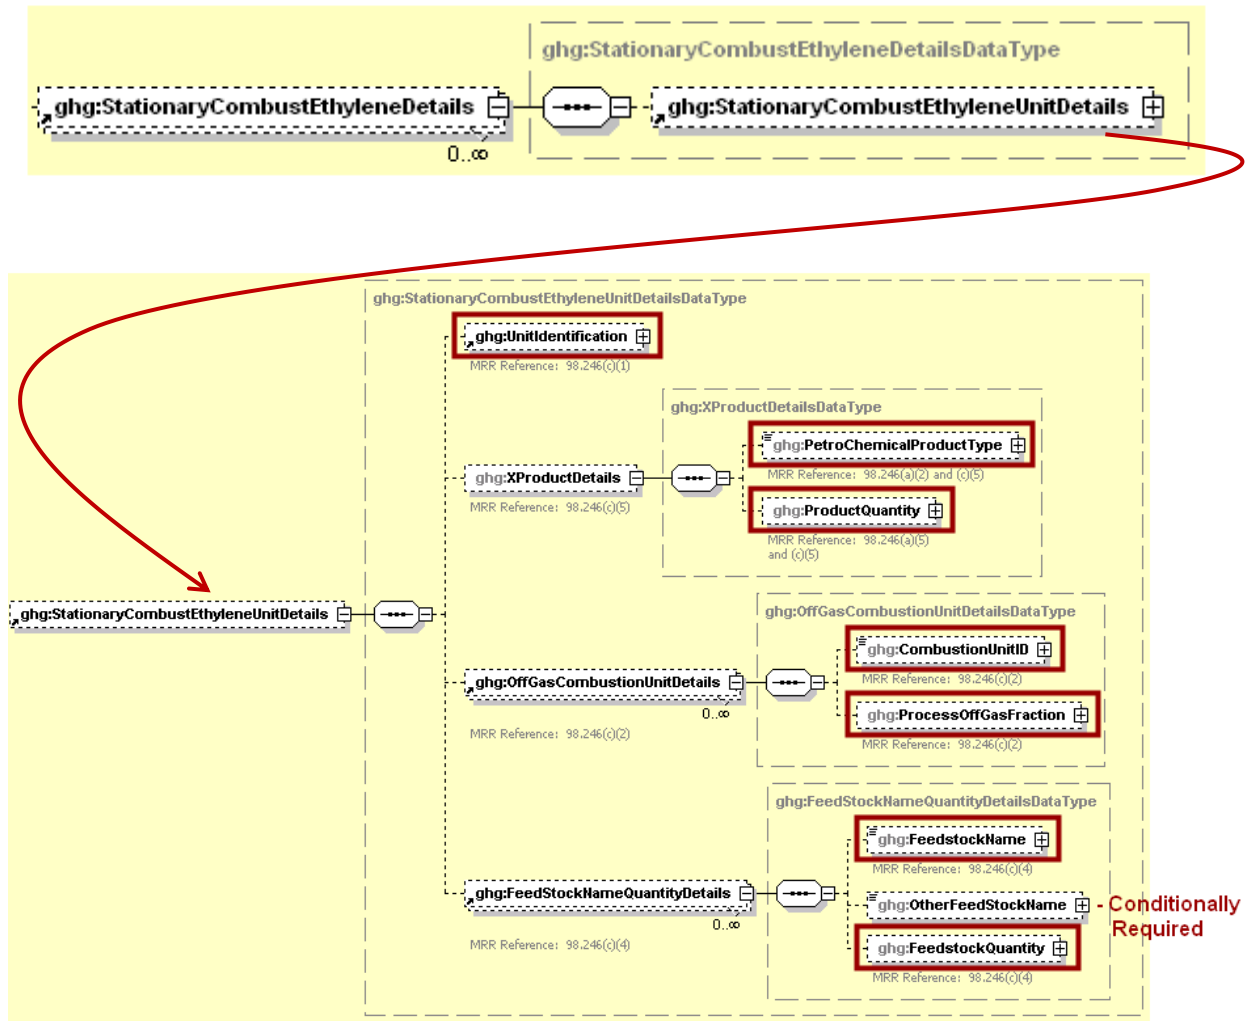 ghg:StationaryCombustEthyleneDetailsDataType
ghg:StationaryCombustEthyleneDetails
ghg:StationaryCombustEthyleneUnitDetails
0..∞
ghg:StationaryCombustEthyleneUnitDetailsDataType
ghg:UnitIdentification
MRR Reference: 98.246(c)(1)
ghg:XProductDetailsDataType
ghg:PetroChemicalProductType
MRR Reference: 98.246(a)(2) and (c)(5)
ghg:XProductDetails
MRR Reference: 98.246(c)(5)
ghg:ProductQuantity
MRR Reference: 98.246(a)(5)
and (c)(5)
ghg:StationaryCombustEthyleneUnitDetails
ghg:OffGasCombustionUnitDetailsDataType
ghg:CombustionUnitID
MRR Reference: 98.246(c)(2)
ghg:OffGasCombustionUnitDetails
0..∞
MRR Reference: 98.246(c)(2)
ghg:ProcessOffGasFraction
MRR Reference: 98.246(c)(2)
ghg:FeedStockNameQuantityDetailsDataType
ghg:FeedstockName
MRR Reference: 98.246(c)(4)
ghg:FeedStockNameQuantityDetails
0..∞
MRR Reference: 98.246(c)(4)
ghg:OtherFeedStockName
- Conditionally
Required
ghg:FeedstockQuantity
MRR Reference: 98.246(c)(4)